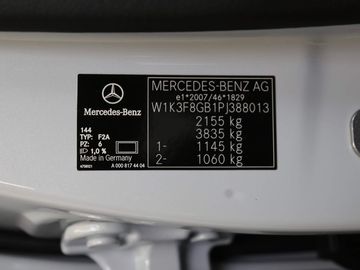 MERCEDES-BENZ AG
e1*2007/46*1829
W1K3F8GB1PJ388013
2155 kg
3835 kg
1- 1145 kg
2- 1060 kg
Mercedes-Benz
144
TYP: F2A
PZ: 6
1,0 %
Made in Germany
A 000 817 44 04